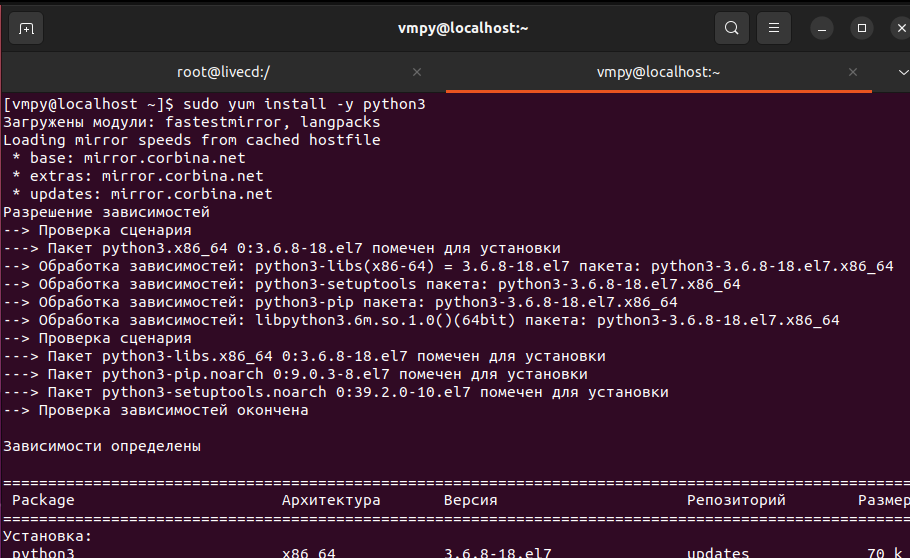 vmpy@localhost:~
root@livecd:/
vmpy@localhost:~
[vmpy@localhost ~]$ sudo yum install -y python3
Загружены модули: fastestmirror, langpacks
Loading mirror speeds from cached hostfile
 * base: mirror.corbina.net
 * extras: mirror.corbina.net
 * updates: mirror.corbina.net
Разрешение зависимостей
--> Проверка сценария
---> Пакет python3.x86_64 0:3.6.8-18.el7 помечен для установки
--> Обработка зависимостей: python3-libs(x86-64) = 3.6.8-18.el7 пакета: python3-3.6.8-18.el7.x86_64
--> Обработка зависимостей: python3-setuptools пакета: python3-3.6.8-18.el7.x86_64
--> Обработка зависимостей: python3-pip пакета: python3-3.6.8-18.el7.x86_64
--> Обработка зависимостей: libpython3.6m.so.1.0()(64bit) пакета: python3-3.6.8-18.el7.x86_64
--> Проверка сценария
---> Пакет python3-libs.x86_64 0:3.6.8-18.el7 помечен для установки
---> Пакет python3-pip.noarch 0:9.0.3-8.el7 помечен для установки
---> Пакет python3-setuptools.noarch 0:39.2.0-10.el7 помечен для установки
--> Проверка зависимостей окончена
Зависимости определены
=====================================================================================================
 Package Архитектура Версия Репозиторий Размер
=====================================================================================================
Установка:
 python3 x86_64 3.6.8-18.el7 updates 70 k